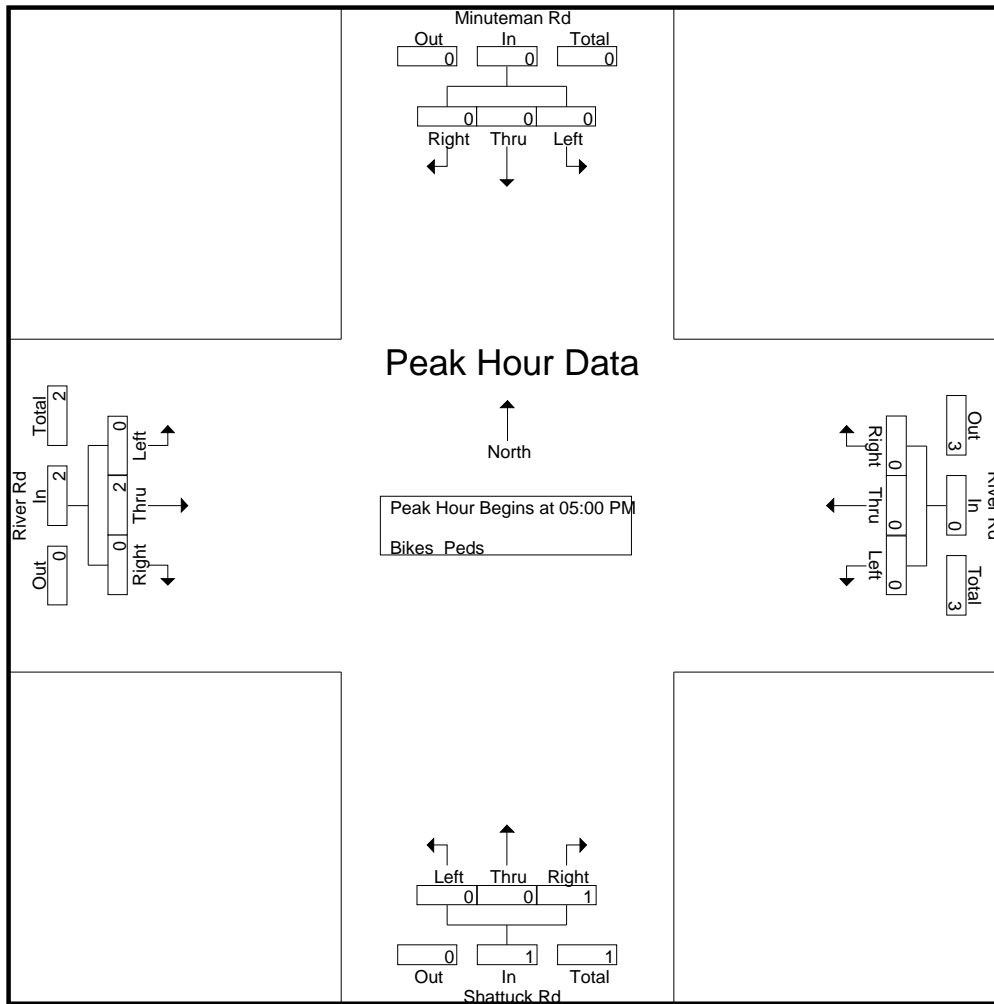 Minuteman Rd
Out In Total
0 0 0
0 0 0
Right Thru Left
Peak Hour Data
North
Peak Hour Begins at 05:00 PM
Bikes Peds
River Rd
Total In Out
2 2 0
0 2 0
Left Thru Right
Right Thru Left
0 0 0
3 0 3
Out In Total
River Rd
Left Thru Right
0 0 1
0 1 1
Out In Total
Shattuck Rd